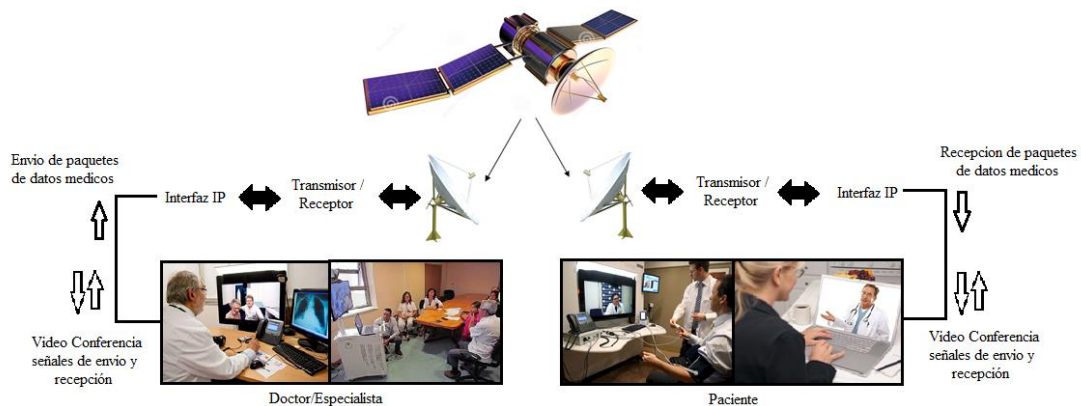 Envio de paquetes
de datos medicos
Interfaz IP
Transmisor /
Receptor
Transmisor /
Receptor
Interfaz IP
Recepcion de paquetes
de datos medicos
Video Conferencia
señales de envio y
recepción
Doctor/Especialista
Paciente
Video Conferencia
señales de envio y
recepción